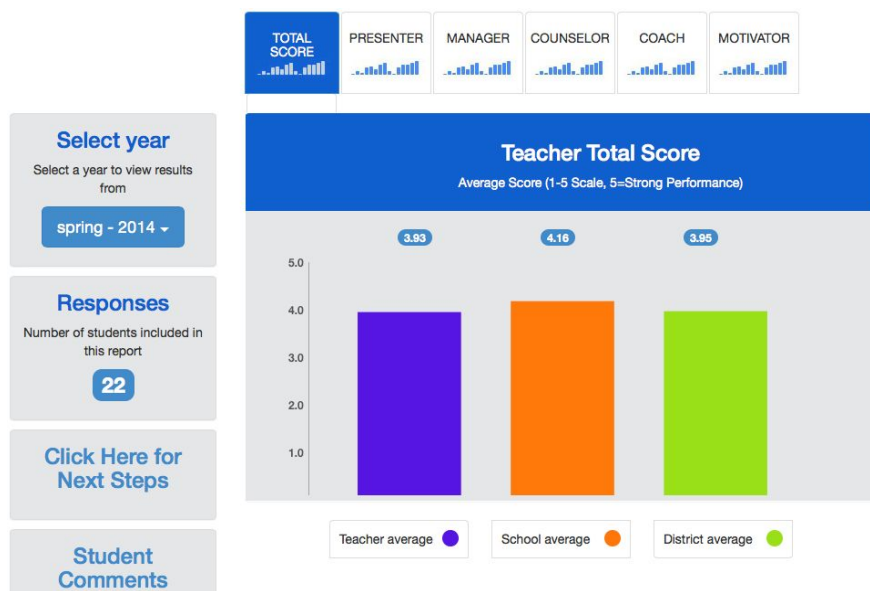 TOTAL
SCORE
PRESENTER
MANAGER
COUNSELOR
COACH
MOTIVATOR
Select year
Select a year to view results
from
spring - 2014
Responses
Number of students included in
this report
22
Click Here for
Next Steps
Student
Comments
Teacher Total Score
Average Score (1-5 Scale, 5=Strong Performance)
3.93
4.16
3.95
5.0
4.0
3.0
2.0
1.0
Teacher average
School average
District average